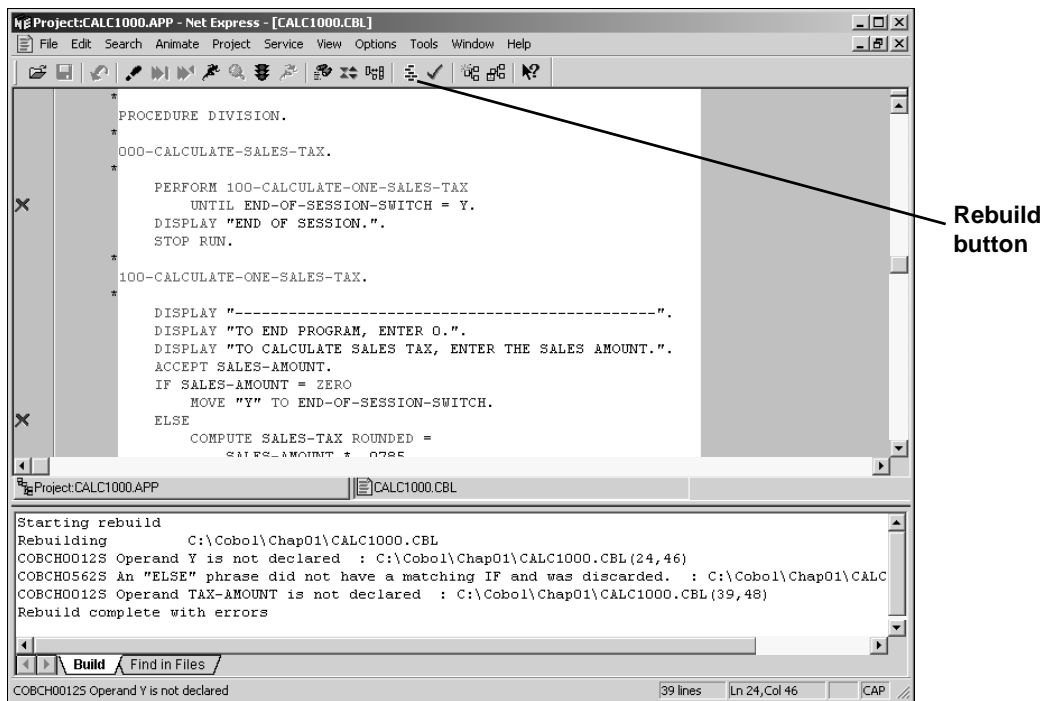 Project:CALC1000.APP - Net Express - [CALC1000.CBL]
File Edit Search Animate Project Service View Options Tools Window Help
*
PROCEDURE DIVISION.
*
000-CALCULATE-SALES-TAX.
*
PERFORM 100-CALCULATE-ONE-SALES-TAX
UNTIL END-OF-SESSION-SWITCH = Y.
DISPLAY "END OF SESSION.".
STOP RUN.
*
100-CALCULATE-ONE-SALES-TAX.
*
DISPLAY "-----------------------------------------------".
DISPLAY "TO END PROGRAM, ENTER 0.".
DISPLAY "TO CALCULATE SALES TAX, ENTER THE SALES AMOUNT.".
ACCEPT SALES-AMOUNT.
IF SALES-AMOUNT = ZERO
MOVE "Y" TO END-OF-SESSION-SWITCH.
ELSE
COMPUTE SALES-TAX ROUNDED =
SALES-AMOUNT * .0785
Rebuild
button
Project:CALC1000.APP
CALC1000.CBL
Starting rebuild
Rebuilding C:\Cobol\Chap01\CALC1000.CBL
COBCH0012S Operand Y is not declared : C:\Cobol\Chap01\CALC1000.CBL(24,46)
COBCH0562S An "ELSE" phrase did not have a matching IF and was discarded. : C:\Cobol\Chap01\CALC
COBCH0012S Operand TAX-AMOUNT is not declared : C:\Cobol\Chap01\CALC1000.CBL(39,48)
Rebuild complete with errors
Build Find in Files
COBCH0012S Operand Y is not declared 39 lines Ln 24,Col 46 CAP